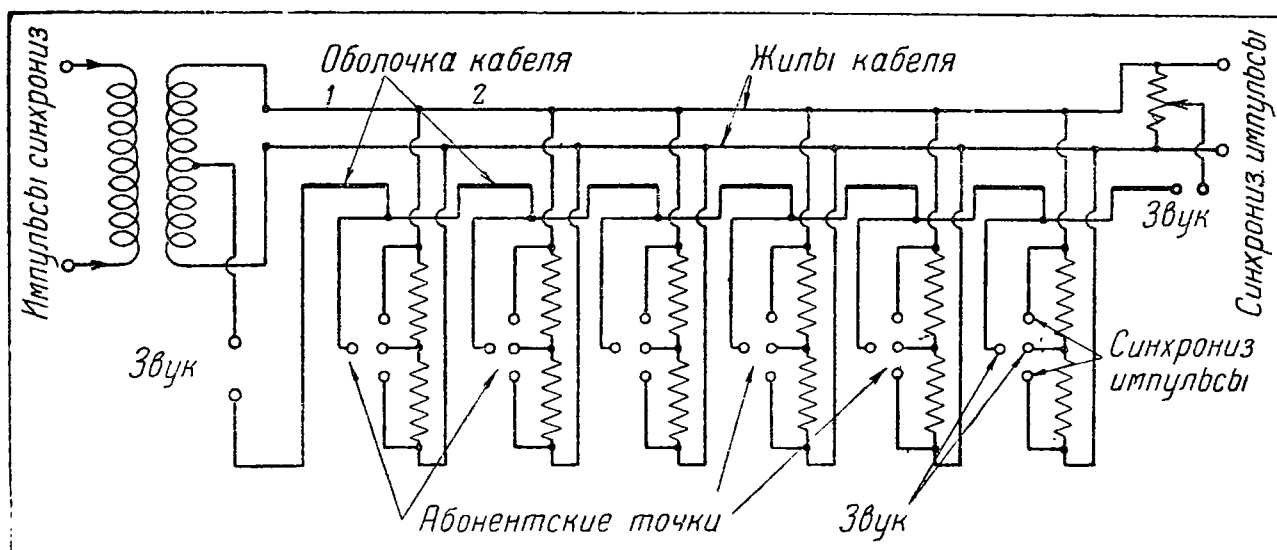 Импульсы синхрониз
Оболочка кабеля
1
2
Жилы кабеля
Синхрониз. импульсы
Звук
Звук
Синхрониз
импульсы
Абонентские точки
Звук